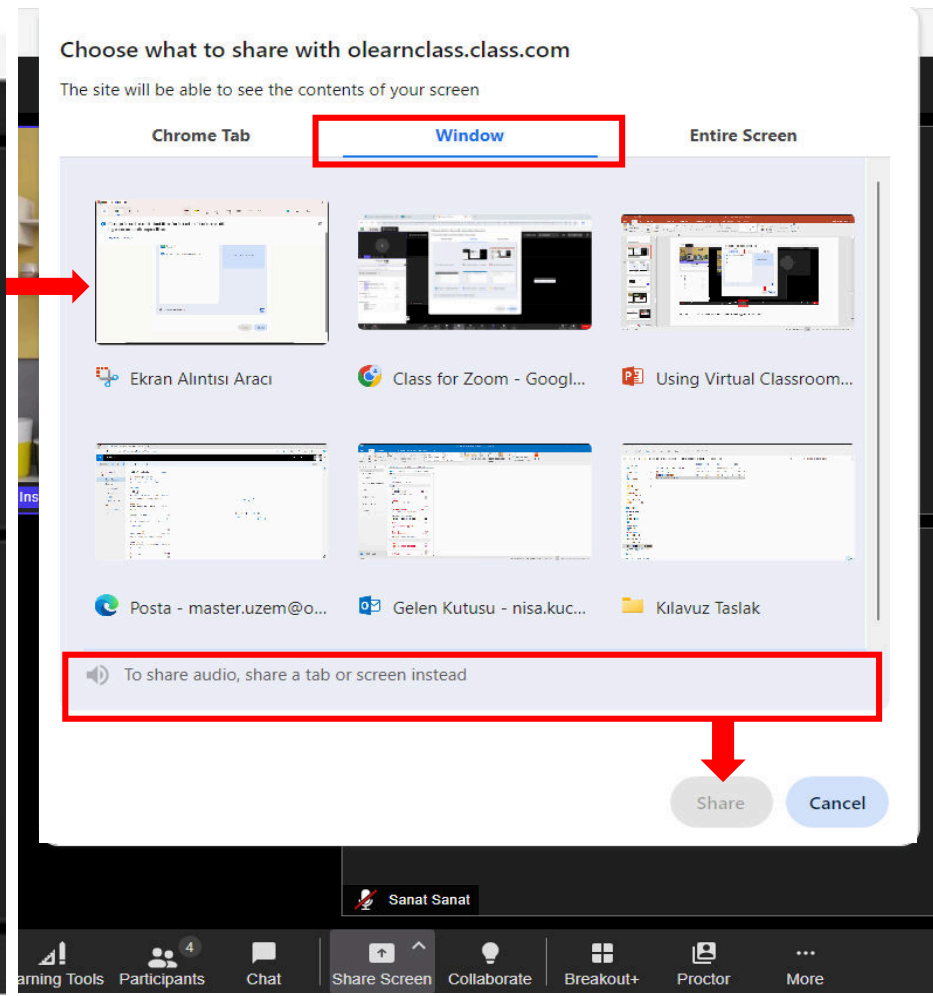 Choose what to share with olearnclass.class.com
The site will be able to see the contents of your screen
Chrome Tab
Window
Entire Screen
Ekran Alıntısı Aracı
Class for Zoom - Googl...
Using Virtual Classroom...
Posta - master.uzem@o...
Gelen Kutusu - nisa.kuc...
Kılavuz Taslak
To share audio, share a tab or screen instead
Share
Cancel
Ins
Sanat Sanat
4
arning Tools
Participants
Chat
Share Screen
Collaborate
Breakout+
Proctor
More